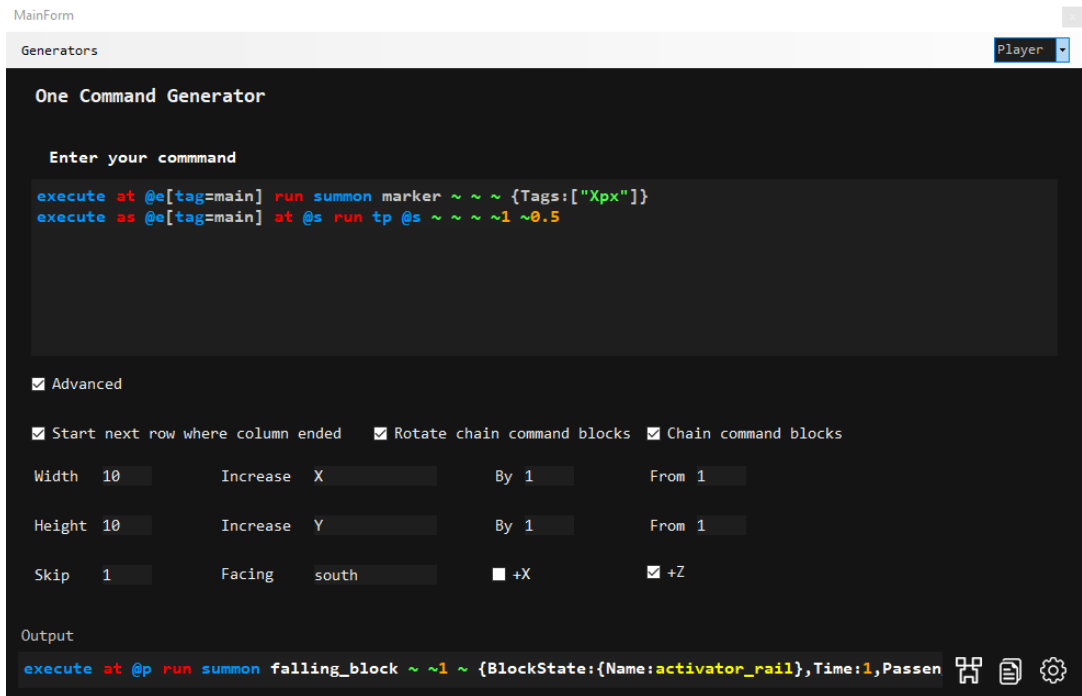 MainForm
Generators
Player
One Command Generator
Enter your commmand
execute at @e[tag=main] run summon marker ~ ~ ~ {Tags:["Xpx"]}
execute as @e[tag=main] at @s run tp @s ~ ~ ~ ~1 ~0.5
Advanced
Start next row where column ended Rotate chain command blocks Chain command blocks
Width 10 Increase X By 1 From 1
Height 10 Increase Y By 1 From 1
Skip 1 Facing south +X +Z
Output
execute at @p run summon falling_block ~ ~1 ~ {BlockState:{Name:activator_rail},Time:1,Passen